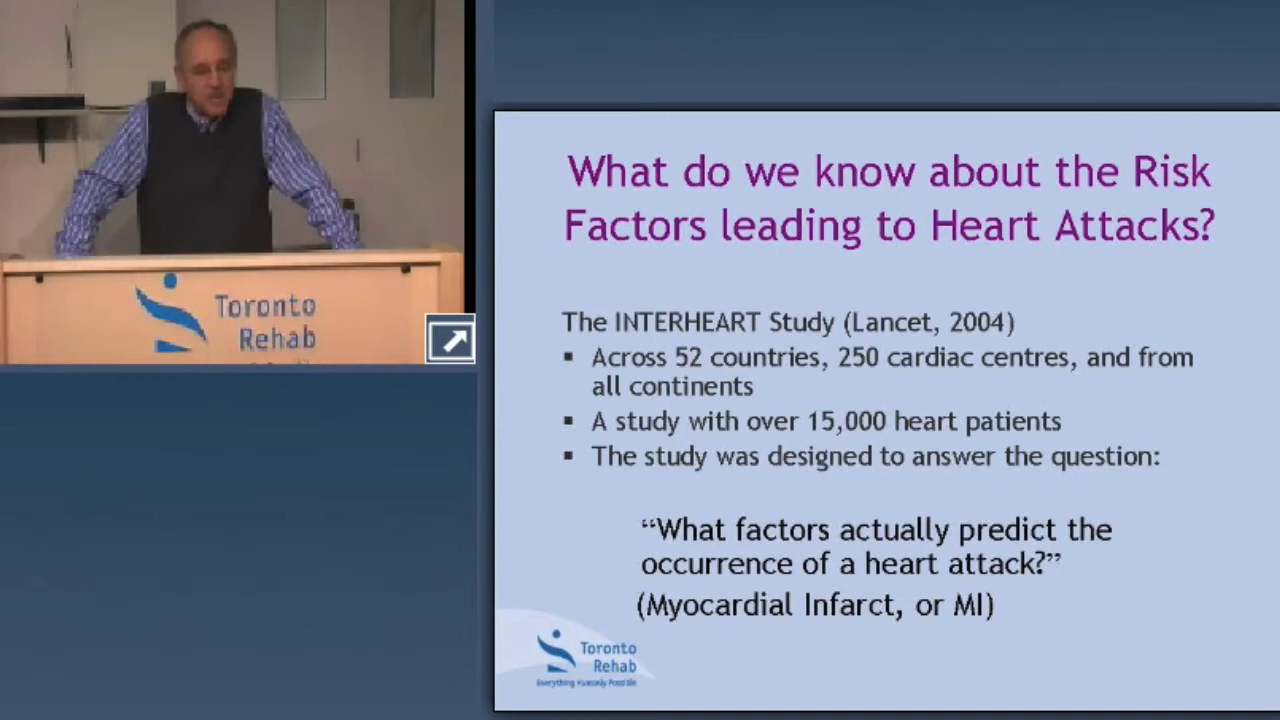 Toronto
Rehab
What do we know about the Risk
Factors leading to Heart Attacks?
The INTERHEART Study (Lancet, 2004)
▪ Across 52 countries, 250 cardiac centres, and from
all continents
▪ A study with over 15,000 heart patients
▪ The study was designed to answer the question:
“What factors actually predict the
occurrence of a heart attack?”
(Myocardial Infarct, or MI)
Toronto
Rehab
Everything Humanly Possible